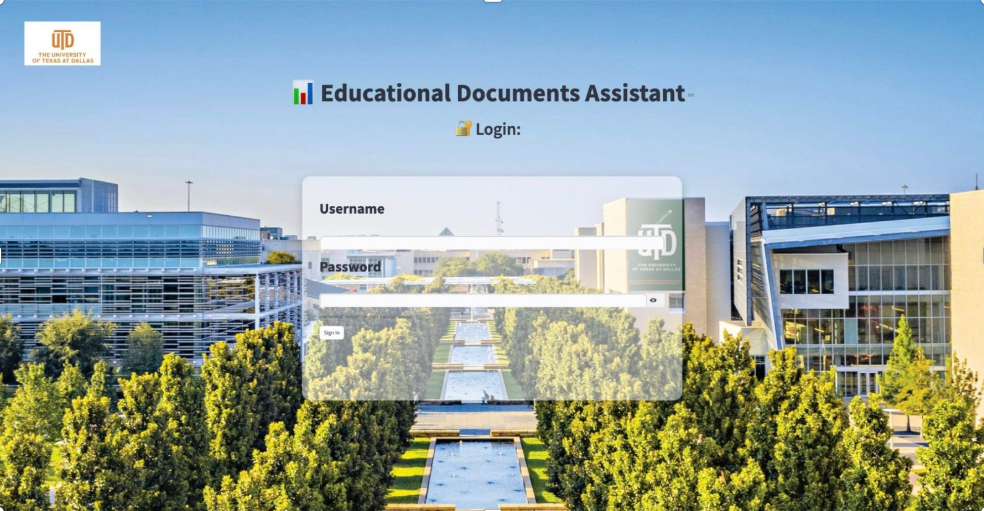 UTD
THE UNIVERSITY
OF TEXAS AT DALLAS
Educational Documents Assistant
Login:
Username
UTD
THE UNIVERSITY
OF TEXAS AT DALLAS
Password
Sign In